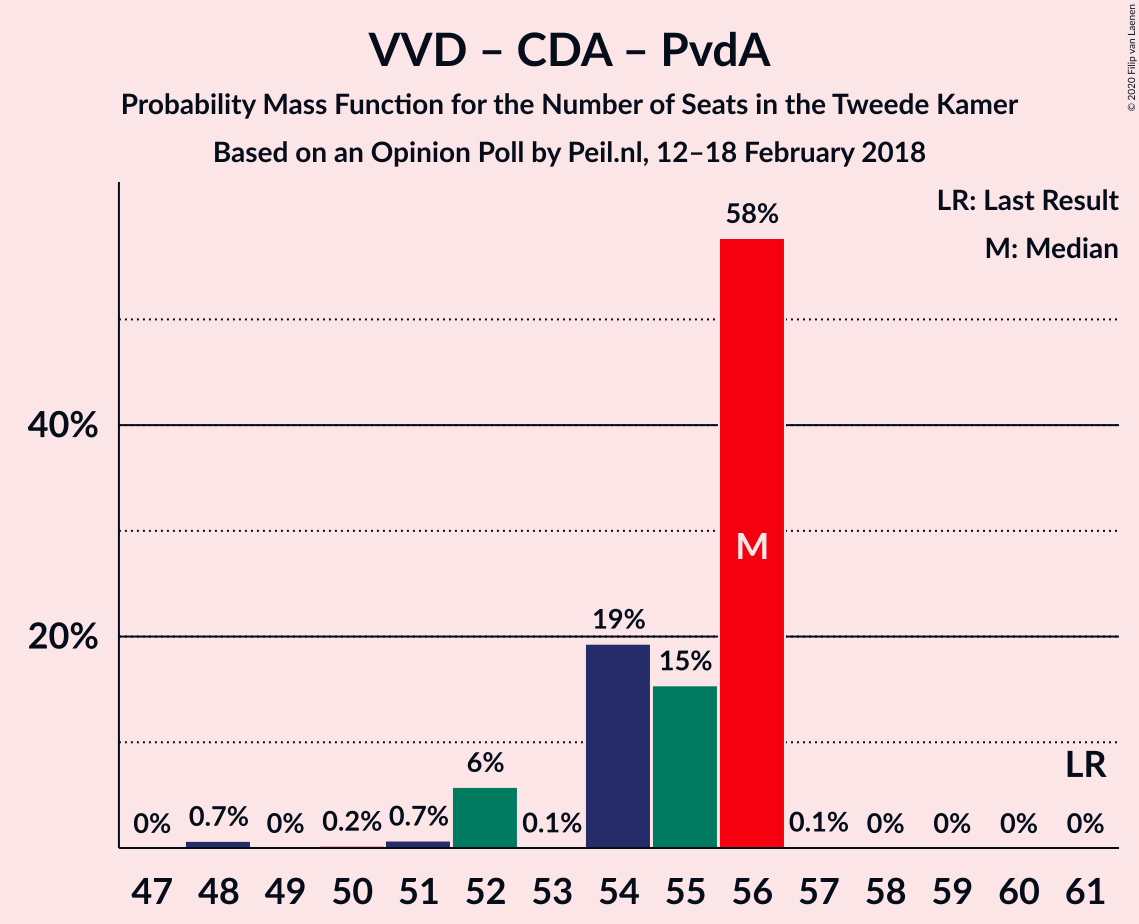 VVD – CDA – PvdA
Probability Mass Function for the Number of Seats in the Tweede Kamer
Based on an Opinion Poll by Peil.nl, 12–18 February 2018
© 2020 Filip van Laenen
LR: Last Result
M: Median
58%
40%
M
19%
20%
15%
6%
LR
0% 0.7% 0% 0.2% 0.7% 0.1% 0.1% 0% 0% 0% 0%
47 48 49 50 51 52 53 54 55 56 57 58 59 60 61